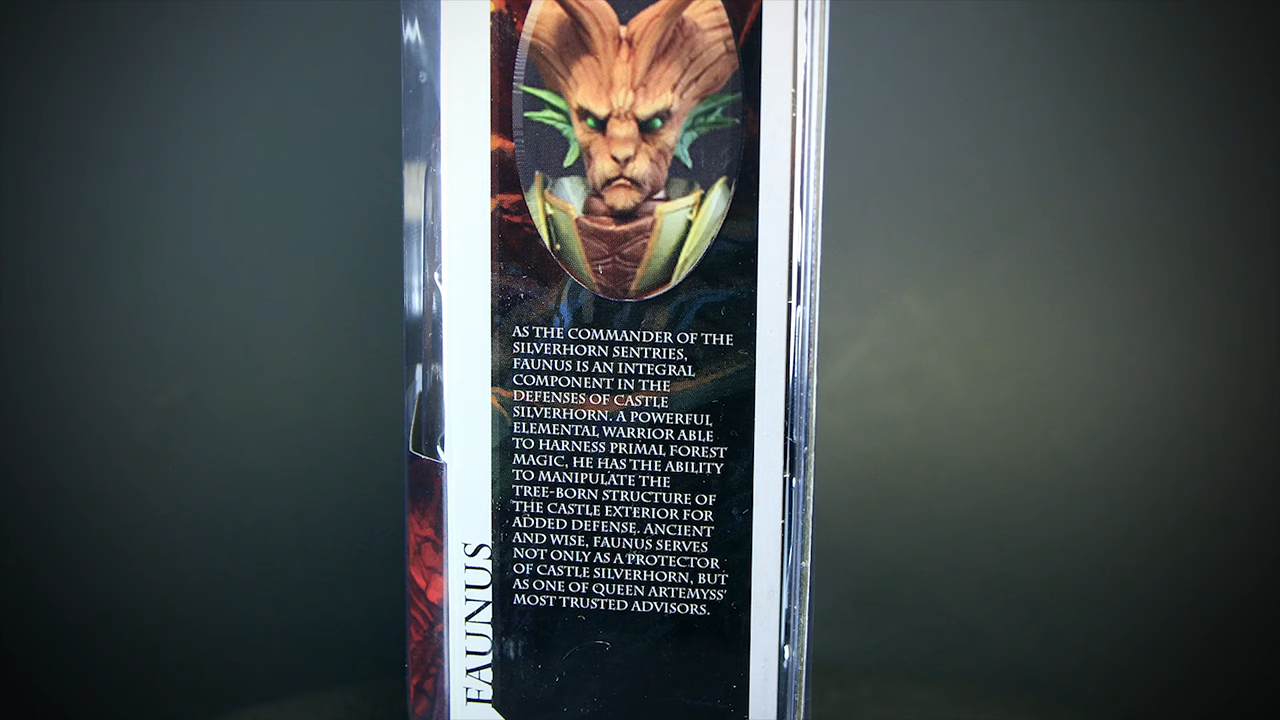 AS THE COMMANDER OF THE
SILVERHORN SENTRIES,
FAUNUS IS AN INTEGRAL
COMPONENT IN THE
DEFENSES OF CASTLE
SILVERHORN. A POWERFUL
ELEMENTAL WARRIOR ABLE
TO HARNESS PRIMAL FOREST
MAGIC, HE HAS THE ABILITY
TO MANIPULATE THE
TREE-BORN STRUCTURE OF
THE CASTLE EXTERIOR FOR
ADDED DEFENSE. ANCIENT
AND WISE, FAUNUS SERVES
NOT ONLY AS A PROTECTOR
OF CASTLE SILVERHORN, BUT
AS ONE OF QUEEN ARTEMYSS'
MOST TRUSTED ADVISORS.
FAUNUS